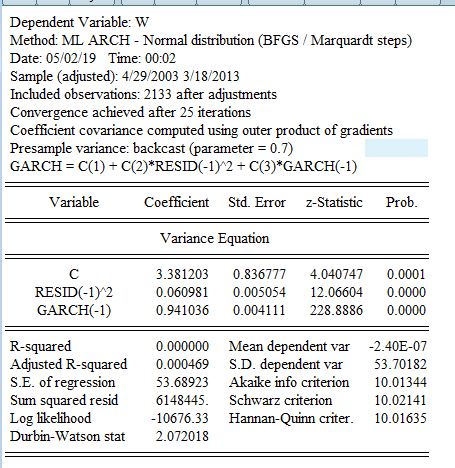 Dependent Variable: W
Method: ML ARCH - Normal distribution (BFGS / Marquardt steps)
Date: 05/02/19 Time: 00:02
Sample (adjusted): 4/29/2003 3/18/2013
Included observations: 2133 after adjustments
Convergence achieved after 25 iterations
Coefficient covariance computed using outer product of gradients
Presample variance: backcast (parameter = 0.7)
GARCH = C(1) + C(2)*RESID(-1)^2 + C(3)*GARCH(-1)
Variable Coefficient Std. Error z-Statistic Prob.
Variance Equation
C 3.381203 0.836777 4.040747 0.0001
RESID(-1)^2 0.060981 0.005054 12.06604 0.0000
GARCH(-1) 0.941036 0.004111 228.8886 0.0000
R-squared 0.000000 Mean dependent var -2.40E-07
Adjusted R-squared 0.000469 S.D. dependent var 53.70182
S.E. of regression 53.68923 Akaike info criterion 10.01344
Sum squared resid 6148445. Schwarz criterion 10.02141
Log likelihood -10676.33 Hannan-Quinn criter. 10.01635
Durbin-Watson stat 2.072018